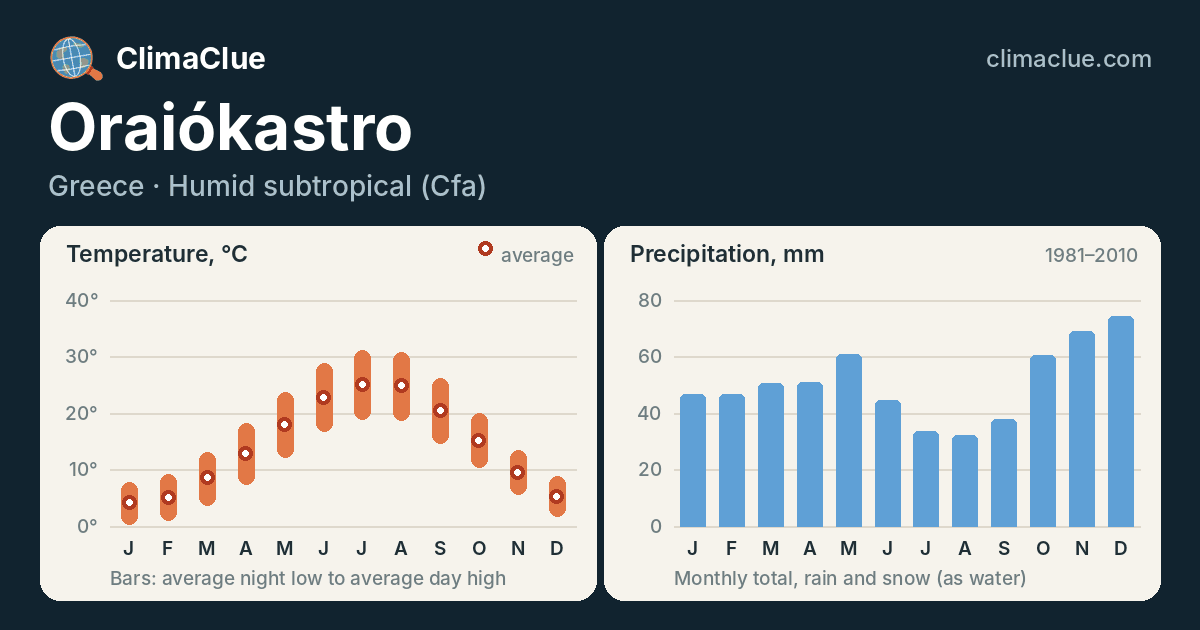 ClimaClue
climaclue.com
Oraiókastro
Greece · Humid subtropical (Cfa)
Temperature, °C
average
40°
30°
20°
10°
0°
J F M A M J J A S O N D
Bars: average night low to average day high
Precipitation, mm
1981–2010
80
60
40
20
0
J F M A M J J A S O N D
Monthly total, rain and snow (as water)